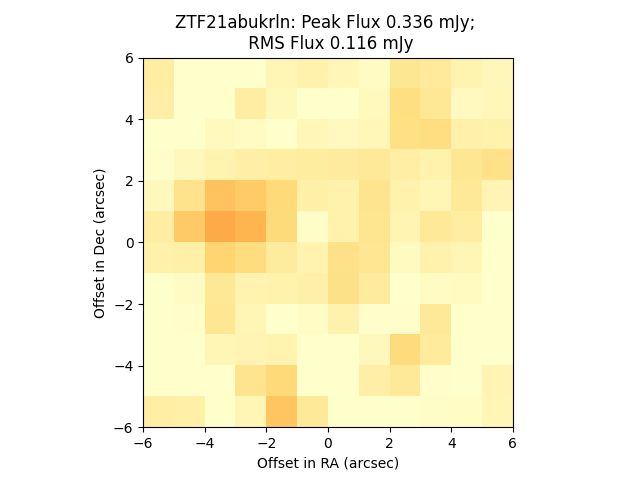 ZTF21abukrln: Peak Flux 0.336 mJy;
RMS Flux 0.116 mJy
6
4
2
0
−2
−4
−6
Offset in Dec (arcsec)
−6 −4 −2 0 2 4 6
Offset in RA (arcsec)